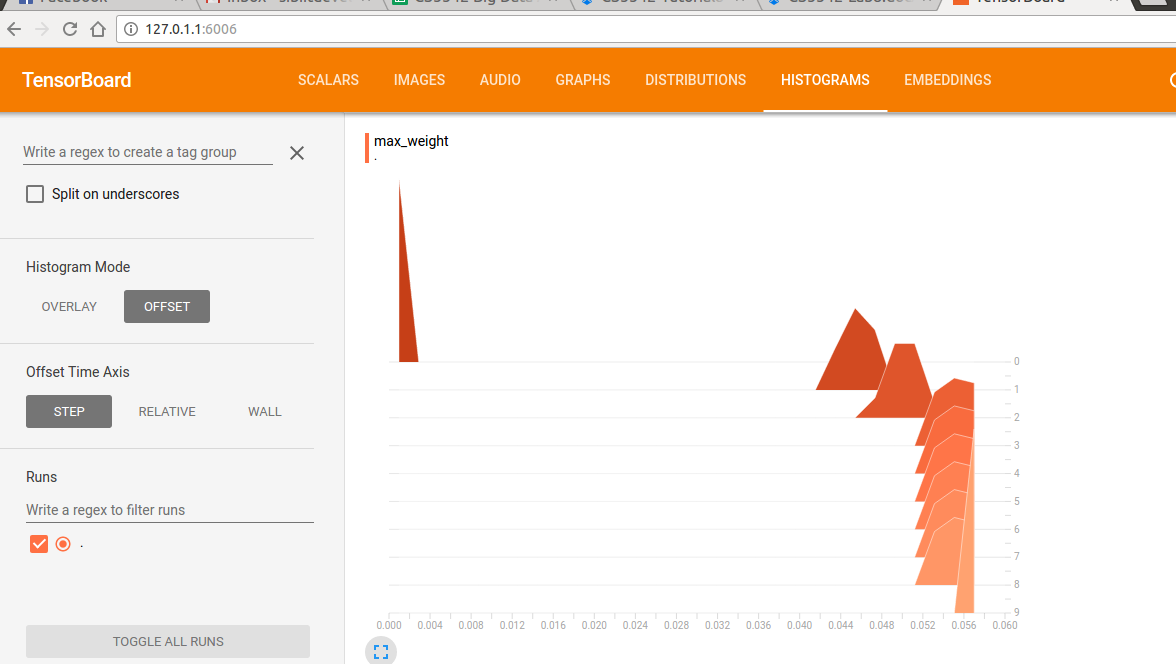 127.0.1.1:6006
TensorBoard
SCALARS IMAGES AUDIO GRAPHS DISTRIBUTIONS HISTOGRAMS EMBEDDINGS
Write a regex to create a tag group
Split on underscores
Histogram Mode
OVERLAY OFFSET
Offset Time Axis
STEP RELATIVE WALL
Runs
Write a regex to filter runs
.
TOGGLE ALL RUNS
max_weight
.
0
1
2
3
4
5
6
7
8
9
0.000 0.004 0.008 0.012 0.016 0.020 0.024 0.028 0.032 0.036 0.040 0.044 0.048 0.052 0.056 0.060